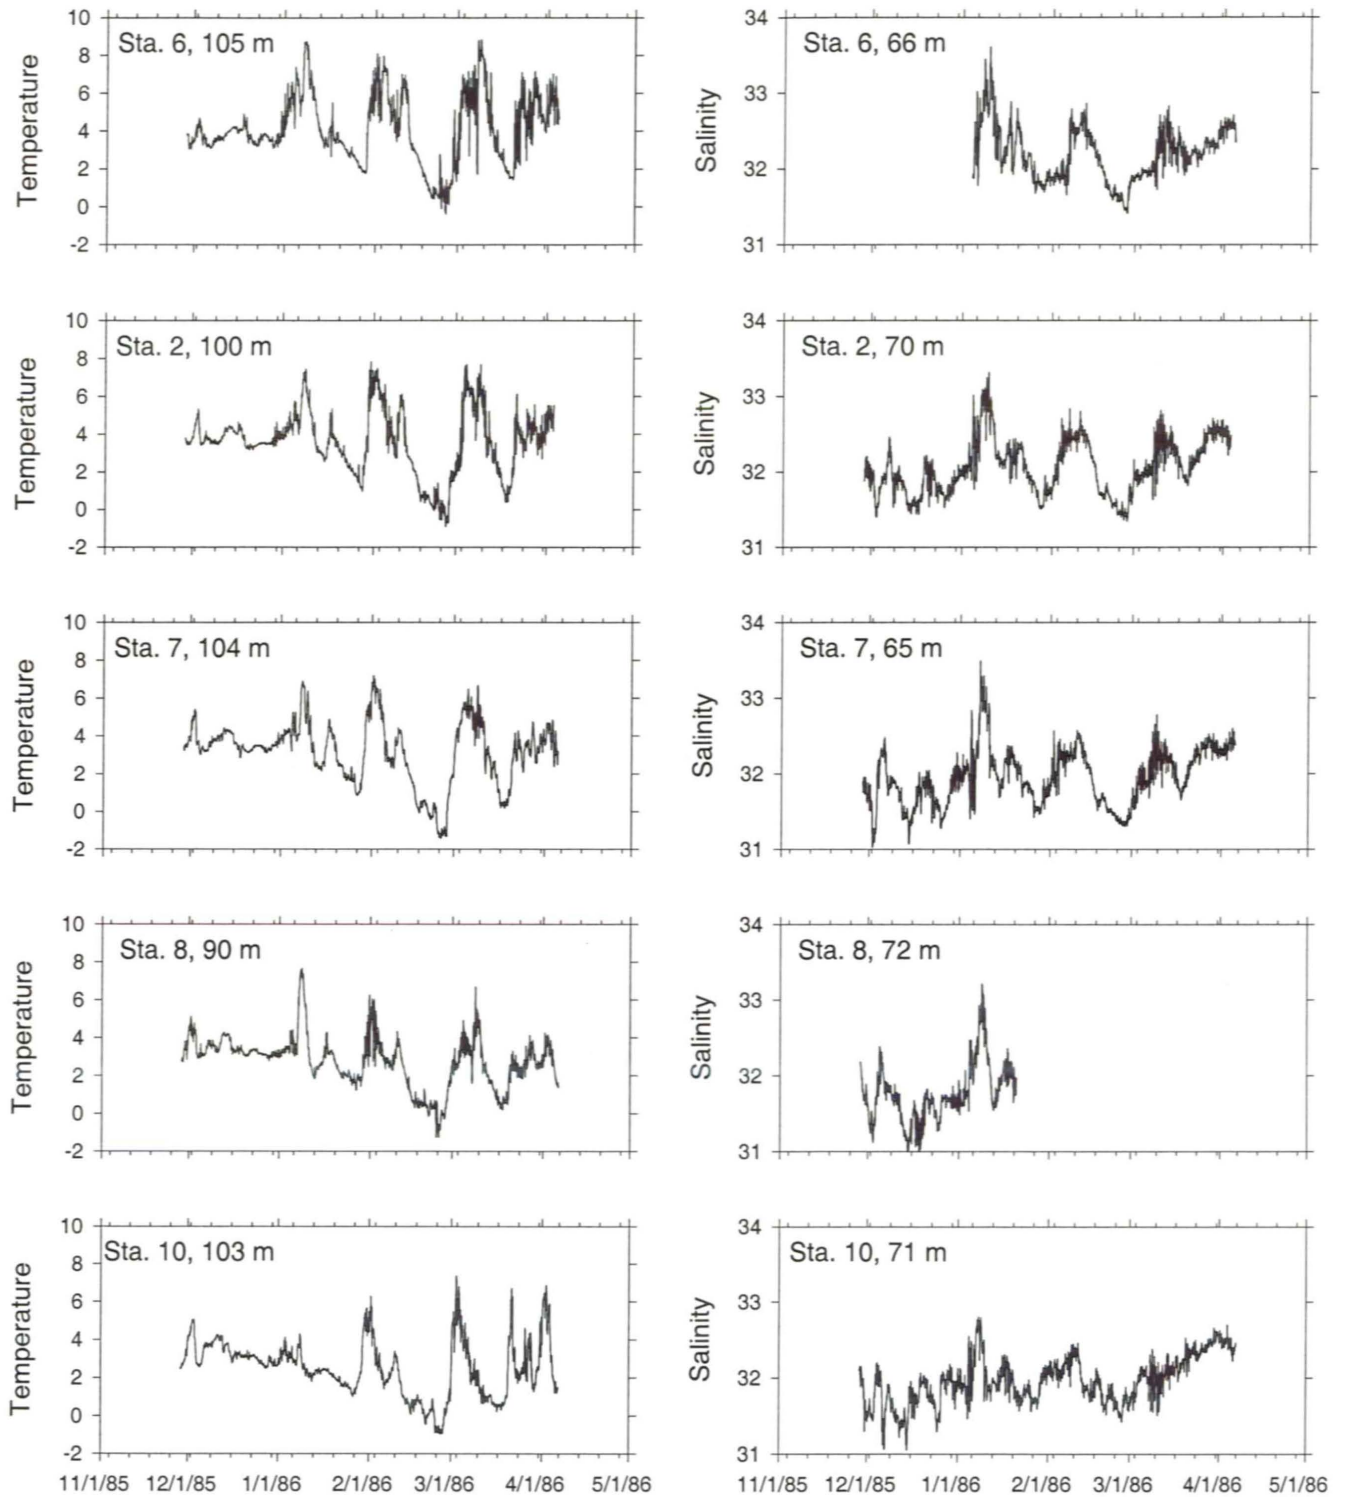 10 Sta. 6, 105 m
8
6
4
2
0
-2
Temperature
34 Sta. 6, 66 m
33
32
31
Salinity
10 Sta. 2, 100 m
8
6
4
2
0
-2
Temperature
34 Sta. 2, 70 m
33
32
31
Salinity
10 Sta. 7, 104 m
8
6
4
2
0
-2
Temperature
34 Sta. 7, 65 m
33
32
31
Salinity
10 Sta. 8, 90 m
8
6
4
2
0
-2
Temperature
34 Sta. 8, 72 m
33
32
31
Salinity
10 Sta. 10, 103 m
8
6
4
2
0
-2
Temperature
34 Sta. 10, 71 m
33
32
31
Salinity
11/1/85 12/1/85 1/1/86 2/1/86 3/1/86 4/1/86 5/1/86
11/1/85 12/1/85 1/1/86 2/1/86 3/1/86 4/1/86 5/1/86